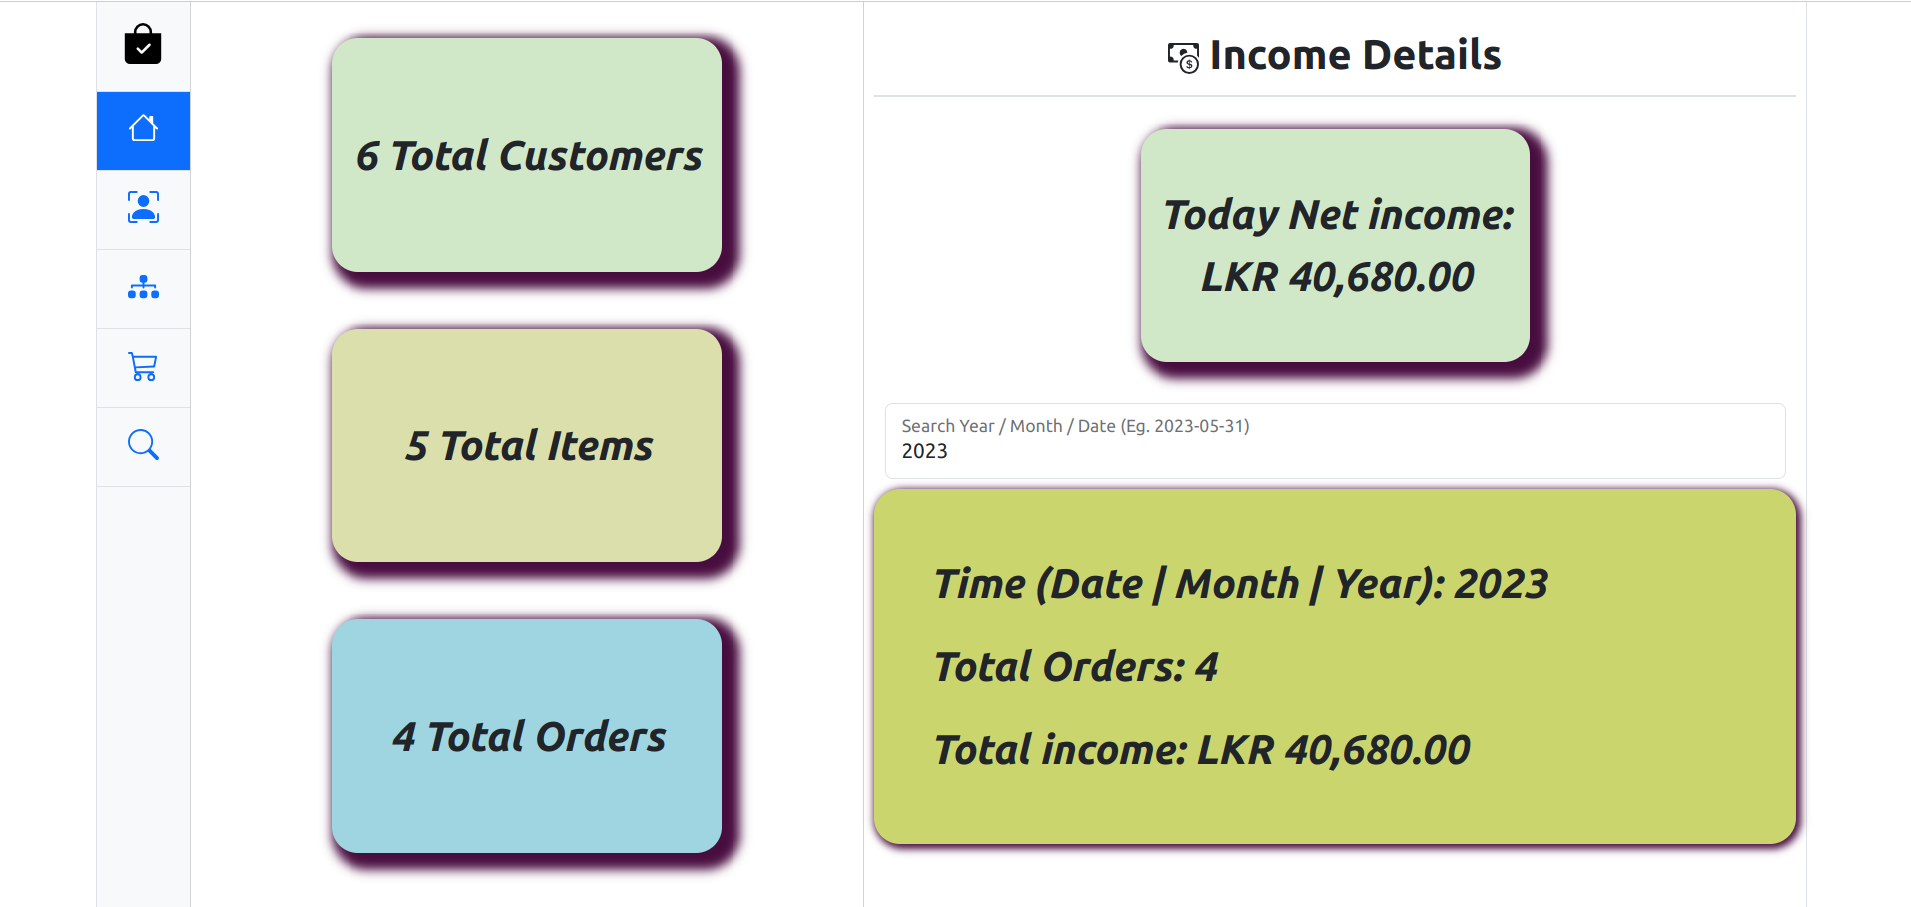 6 Total Customers
5 Total Items
4 Total Orders
Income Details
Today Net income:
LKR 40,680.00
Search Year / Month / Date (Eg. 2023-05-31)
2023
Time (Date | Month | Year): 2023
Total Orders: 4
Total income: LKR 40,680.00